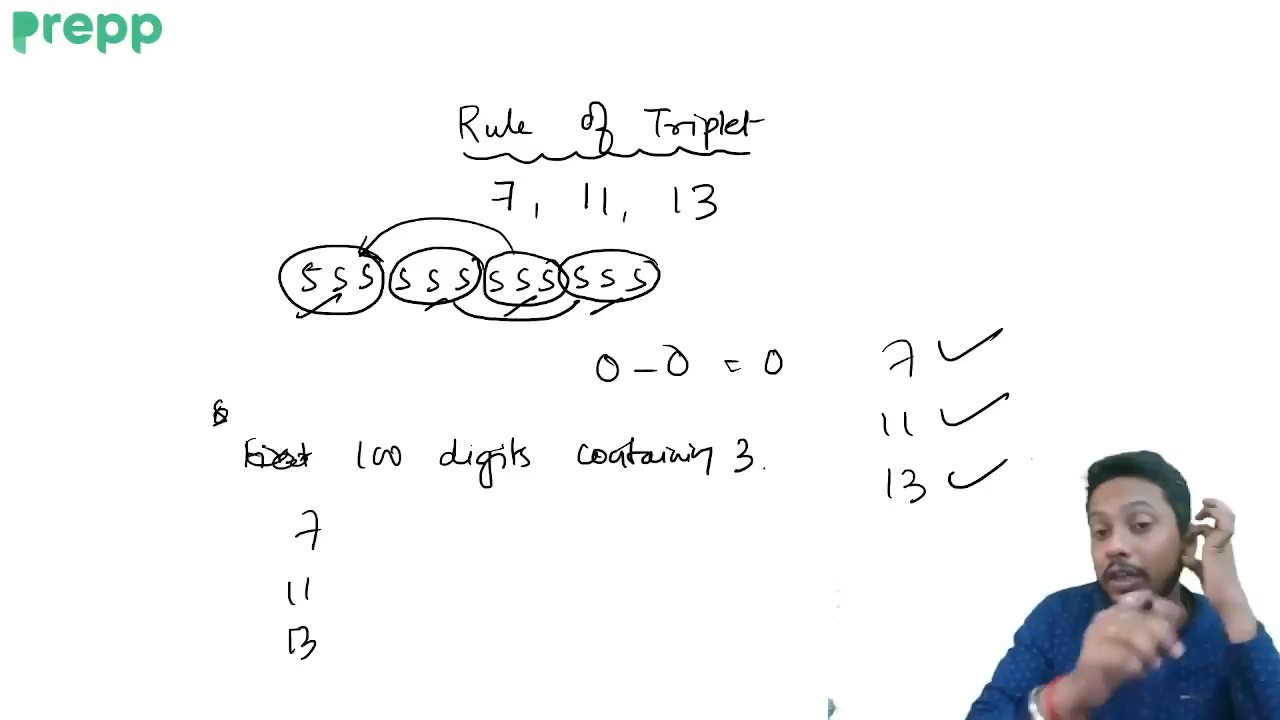 Prepp
Rule of Triplet
7, 11, 13
555 555 555 555
0 - 0 = 0
7 ✓
11 ✓
13 ✓
100 digits containing 3.
7
11
13